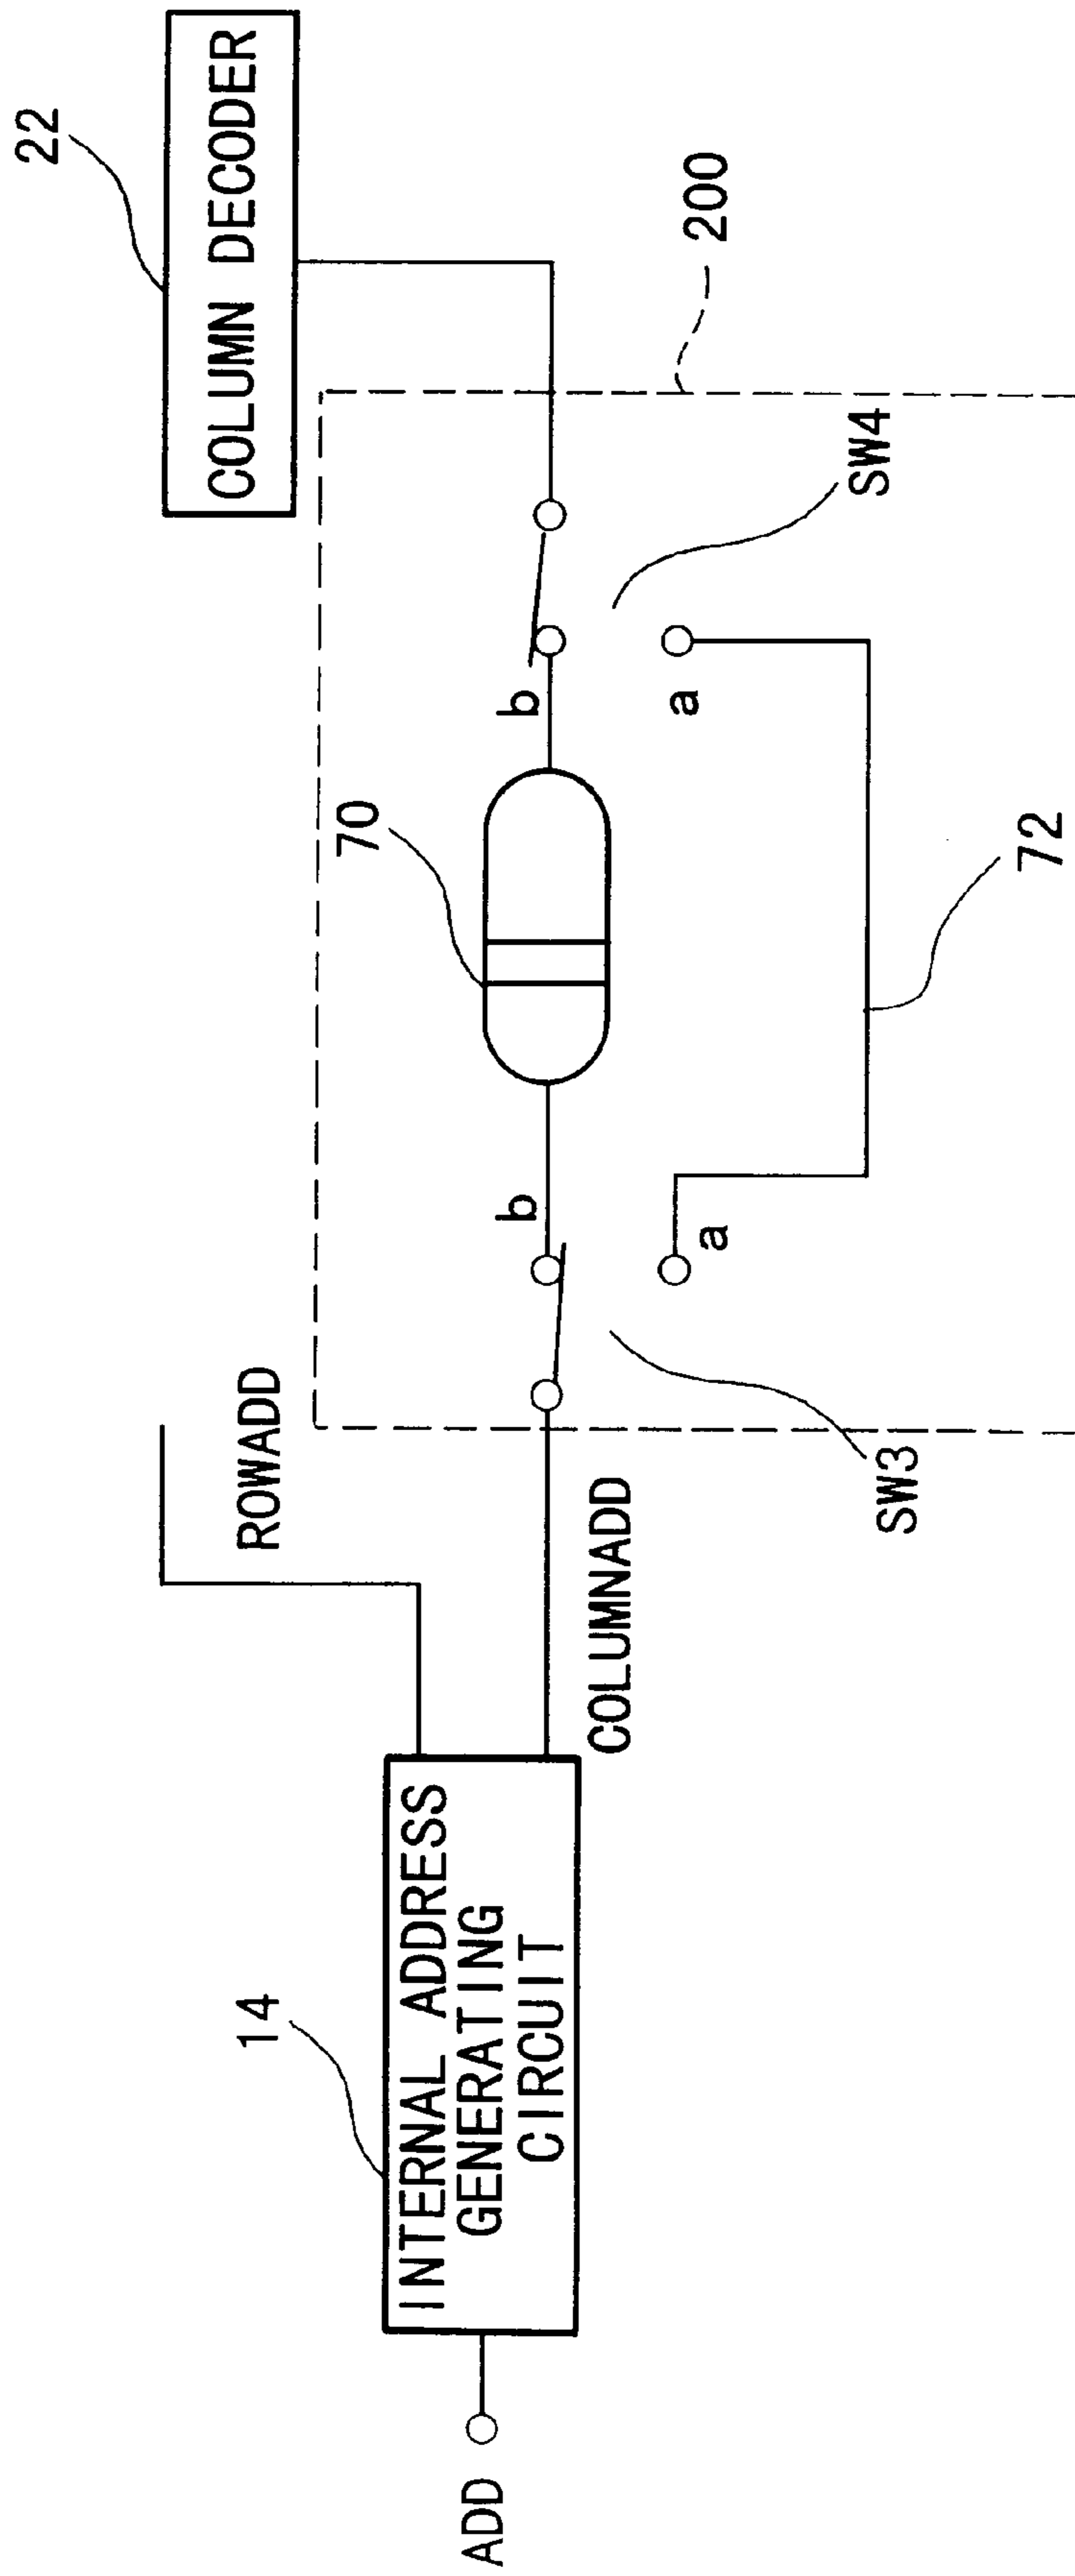 22
COLUMN DECODER
200
ROWADD
70
b
b
14
INTERNAL ADDRESS
GENERATING
CIRCUIT
ADD
COLUMNADD
a
a
SW3
SW4
72